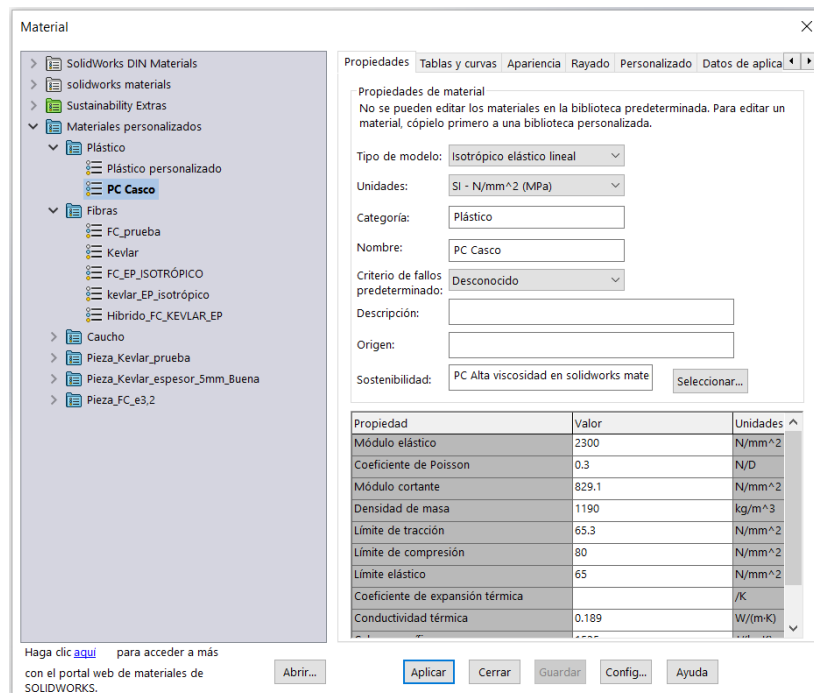 Material
SolidWorks DIN Materials
solidworks materials
Sustainability Extras
Materiales personalizados
Plástico
Plástico personalizado
PC Casco
Fibras
FC_prueba
Kevlar
FC_EP_ISOTRÓPICO
kevlar_EP_isotrópico
Hibrido_FC_KEVLAR_EP
Caucho
Pieza_Kevlar_prueba
Pieza_Kevlar_espesor_5mm_Buena
Pieza_FC_e3,2
Haga clic aquí para acceder a más
con el portal web de materiales de
SOLIDWORKS.
Abrir...
Propiedades Tablas y curvas Apariencia Rayado Personalizado Datos de aplica
Propiedades de material
No se pueden editar los materiales en la biblioteca predeterminada. Para editar un
material, cópielo primero a una biblioteca personalizada.
Tipo de modelo: Isotrópico elástico lineal
Unidades: SI - N/mm^2 (MPa)
Categoría: Plástico
Nombre: PC Casco
Criterio de fallos
predeterminado: Desconocido
Descripción:
Origen:
Sostenibilidad: PC Alta viscosidad en solidworks mate Seleccionar...
Propiedad Valor Unidades
Módulo elástico 2300 N/mm^2
Coeficiente de Poisson 0.3 N/D
Módulo cortante 829.1 N/mm^2
Densidad de masa 1190 kg/m^3
Límite de tracción 65.3 N/mm^2
Límite de compresión 80 N/mm^2
Límite elástico 65 N/mm^2
Coeficiente de expansión térmica /K
Conductividad térmica 0.189 W/(m·K)
Aplicar Cerrar Guardar Config... Ayuda